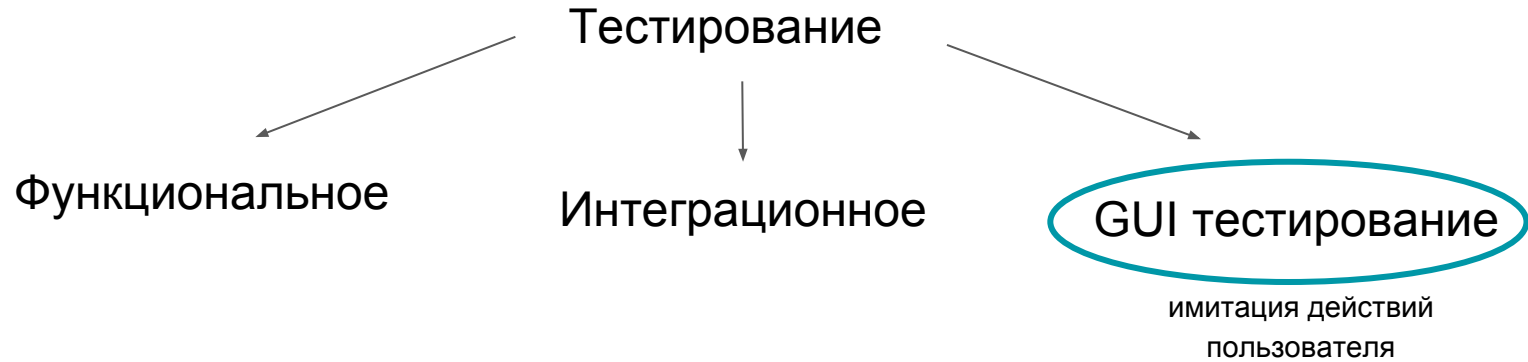 Тестирование
Функциональное
Интеграционное
GUI тестирование
имитация действий
пользователя